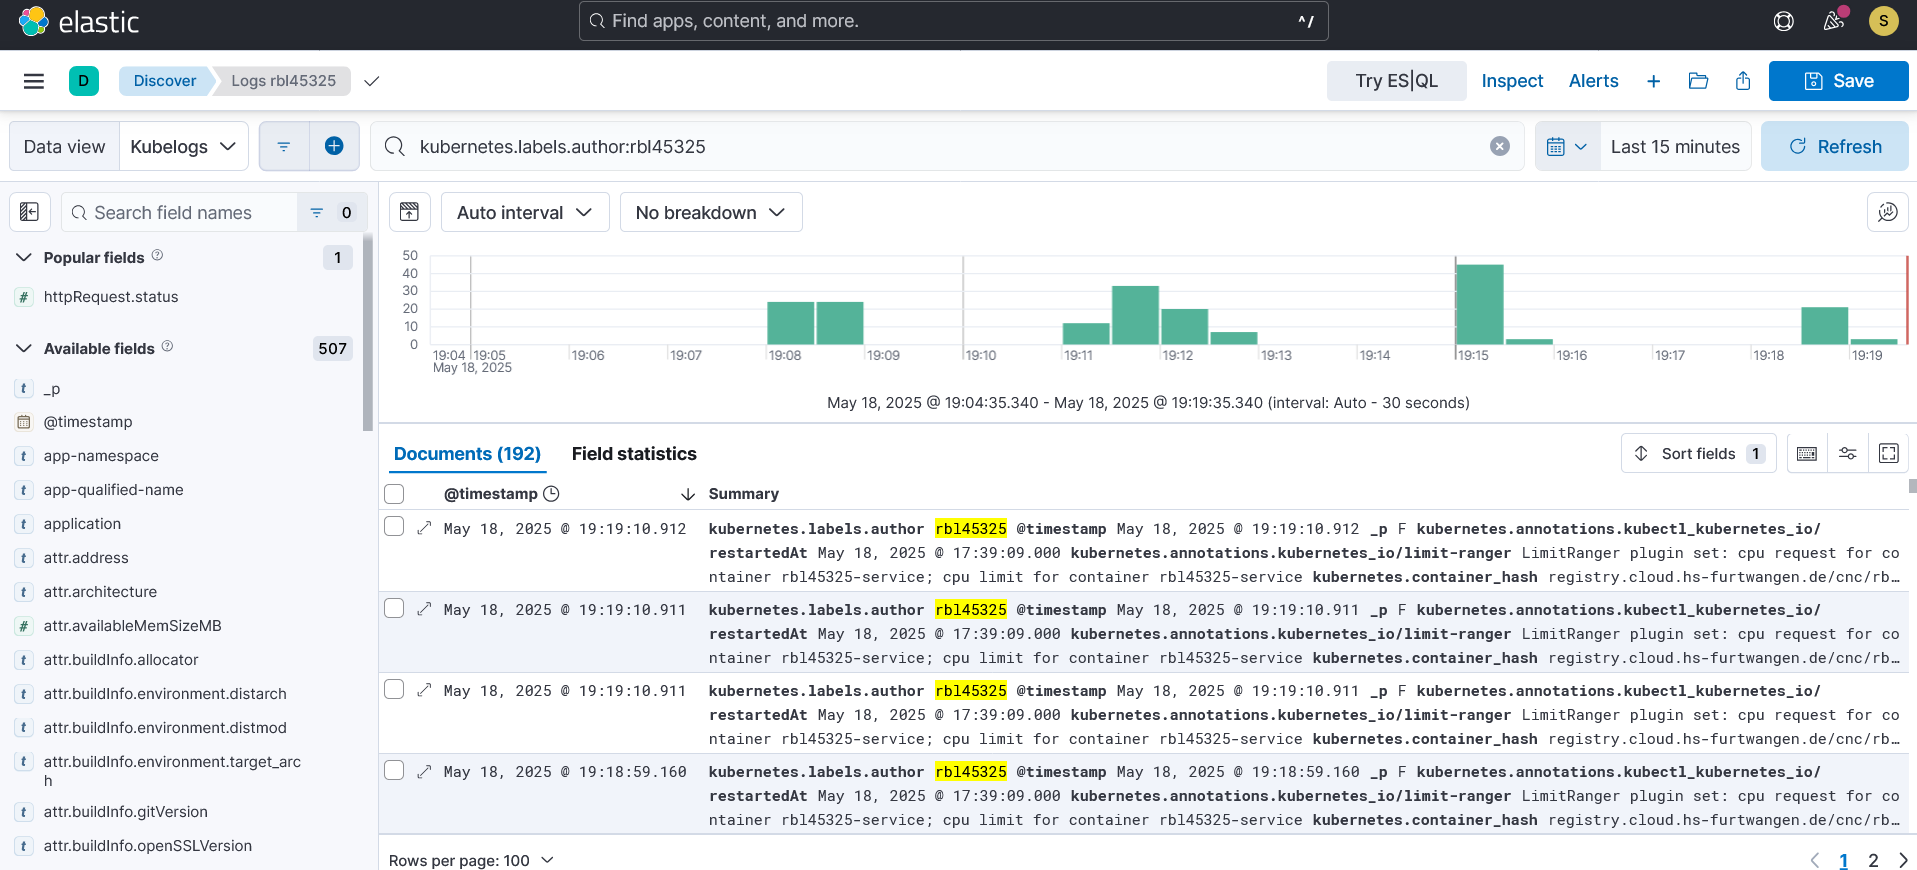 elastic
Find apps, content, and more.
^/
S
D
Discover
Logs rbl45325
Try ES|QL
Inspect
Alerts
Save
Data view
Kubelogs
kubernetes.labels.author:rbl45325
Last 15 minutes
Refresh
Search field names
0
Auto interval
No breakdown
Popular fields
1
# httpRequest.status
Available fields
507
t _p
@timestamp
t app-namespace
t app-qualified-name
t application
t attr.address
t attr.architecture
# attr.availableMemSizeMB
t attr.buildInfo.allocator
t attr.buildInfo.environment.distarch
t attr.buildInfo.environment.distmod
t attr.buildInfo.environment.target_arc
h
t attr.buildInfo.gitVersion
t attr.buildInfo.openSSLVersion
50
40
30
20
10
0
19:04 19:05 19:06 19:07 19:08 19:09 19:10 19:11 19:12 19:13 19:14 19:15 19:16 19:17 19:18 19:19
May 18, 2025
May 18, 2025 @ 19:04:35.340 - May 18, 2025 @ 19:19:35.340 (interval: Auto - 30 seconds)
Documents (192)
Field statistics
Sort fields 1
@timestamp
Summary
May 18, 2025 @ 19:19:10.912
kubernetes.labels.author rbl45325 @timestamp May 18, 2025 @ 19:19:10.912 _p F kubernetes.annotations.kubectl_kubernetes_io/
restartedAt May 18, 2025 @ 17:39:09.000 kubernetes.annotations.kubernetes_io/limit-ranger LimitRanger plugin set: cpu request for co
ntainer rbl45325-service; cpu limit for container rbl45325-service kubernetes.container_hash registry.cloud.hs-furtwangen.de/cnc/rb…
May 18, 2025 @ 19:19:10.911
kubernetes.labels.author rbl45325 @timestamp May 18, 2025 @ 19:19:10.911 _p F kubernetes.annotations.kubectl_kubernetes_io/
restartedAt May 18, 2025 @ 17:39:09.000 kubernetes.annotations.kubernetes_io/limit-ranger LimitRanger plugin set: cpu request for co
ntainer rbl45325-service; cpu limit for container rbl45325-service kubernetes.container_hash registry.cloud.hs-furtwangen.de/cnc/rb…
May 18, 2025 @ 19:19:10.911
kubernetes.labels.author rbl45325 @timestamp May 18, 2025 @ 19:19:10.911 _p F kubernetes.annotations.kubectl_kubernetes_io/
restartedAt May 18, 2025 @ 17:39:09.000 kubernetes.annotations.kubernetes_io/limit-ranger LimitRanger plugin set: cpu request for co
ntainer rbl45325-service; cpu limit for container rbl45325-service kubernetes.container_hash registry.cloud.hs-furtwangen.de/cnc/rb…
May 18, 2025 @ 19:18:59.160
kubernetes.labels.author rbl45325 @timestamp May 18, 2025 @ 19:18:59.160 _p F kubernetes.annotations.kubectl_kubernetes_io/
restartedAt May 18, 2025 @ 17:39:09.000 kubernetes.annotations.kubernetes_io/limit-ranger LimitRanger plugin set: cpu request for co
ntainer rbl45325-service; cpu limit for container rbl45325-service kubernetes.container_hash registry.cloud.hs-furtwangen.de/cnc/rb…
Rows per page: 100
1 2